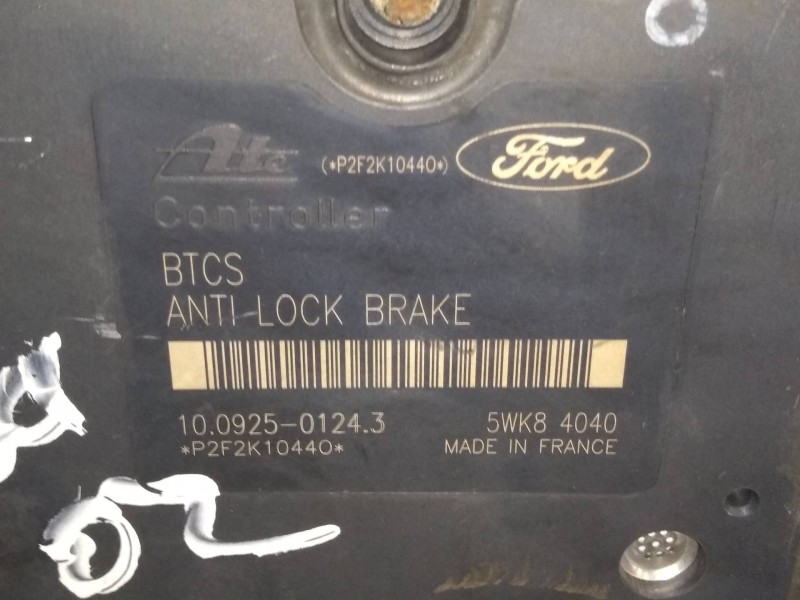 Ate (*P2F2K10440*) Ford
Controller
BTCS
ANTI LOCK BRAKE
10.0925-0124.3 5WK8 4040
*P2F2K10440* MADE IN FRANCE